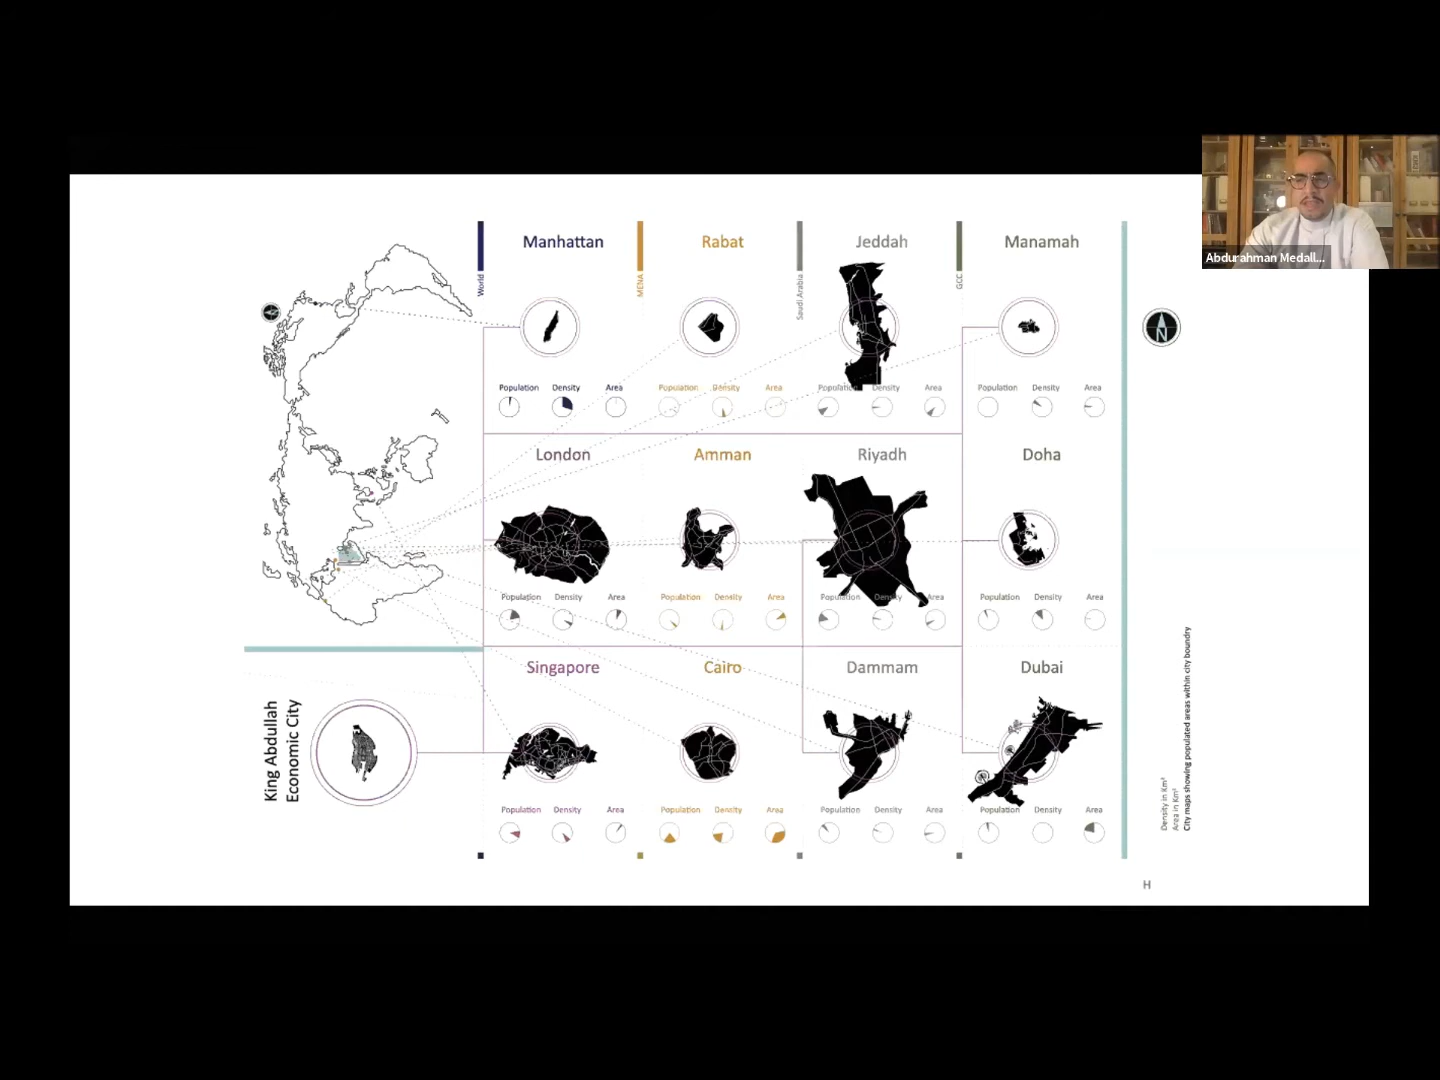 Abdurahman Medall...
World
Manhattan
MENA
Rabat
Saudi Arabia
Jeddah
GCC
Manamah
N
Population Density Area
Population Density Area
Population Density Area
Population Density Area
London
Amman
Riyadh
Doha
Population Density Area
Population Density Area
Population Density Area
Population Density Area
Singapore
Cairo
Dammam
Dubai
King Abdullah
Economic City
Population Density Area
Population Density Area
Population Density Area
Population Density Area
Density in Km²
Area in Km²
City maps showing populated areas within city boundry
H